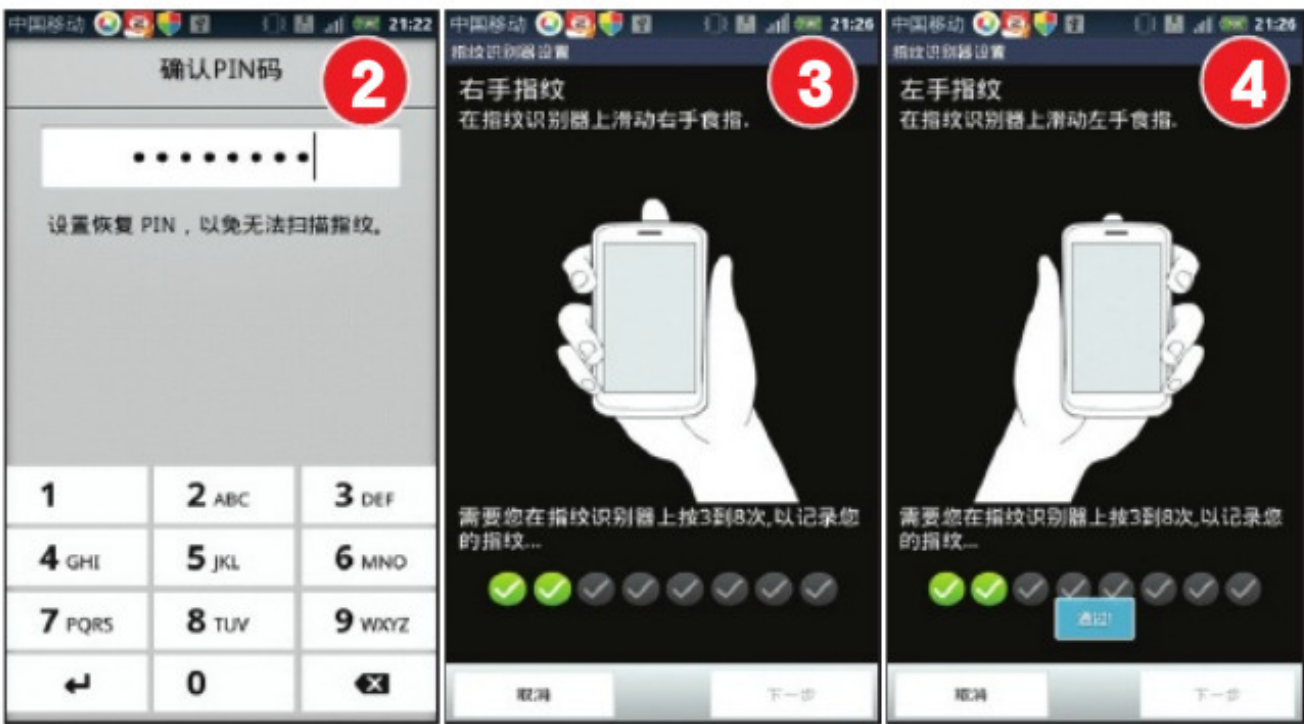 中国移动 21:22
确认PIN码
2
••••••••
设置恢复 PIN，以免无法扫描指纹。
1
2 ABC
3 DEF
4 GHI
5 JKL
6 MNO
7 PQRS
8 TUV
9 WXYZ
0
中国移动 21:26
指纹识别器设置
3
右手指纹
在指纹识别器上滑动右手食指.
需要您在指纹识别器上按3到8次,以记录您
的指纹...
取消
下一步
中国移动 21:26
指纹识别器设置
4
左手指纹
在指纹识别器上滑动左手食指.
需要您在指纹识别器上按3到8次,以记录您
的指纹...
通过!
取消
下一步